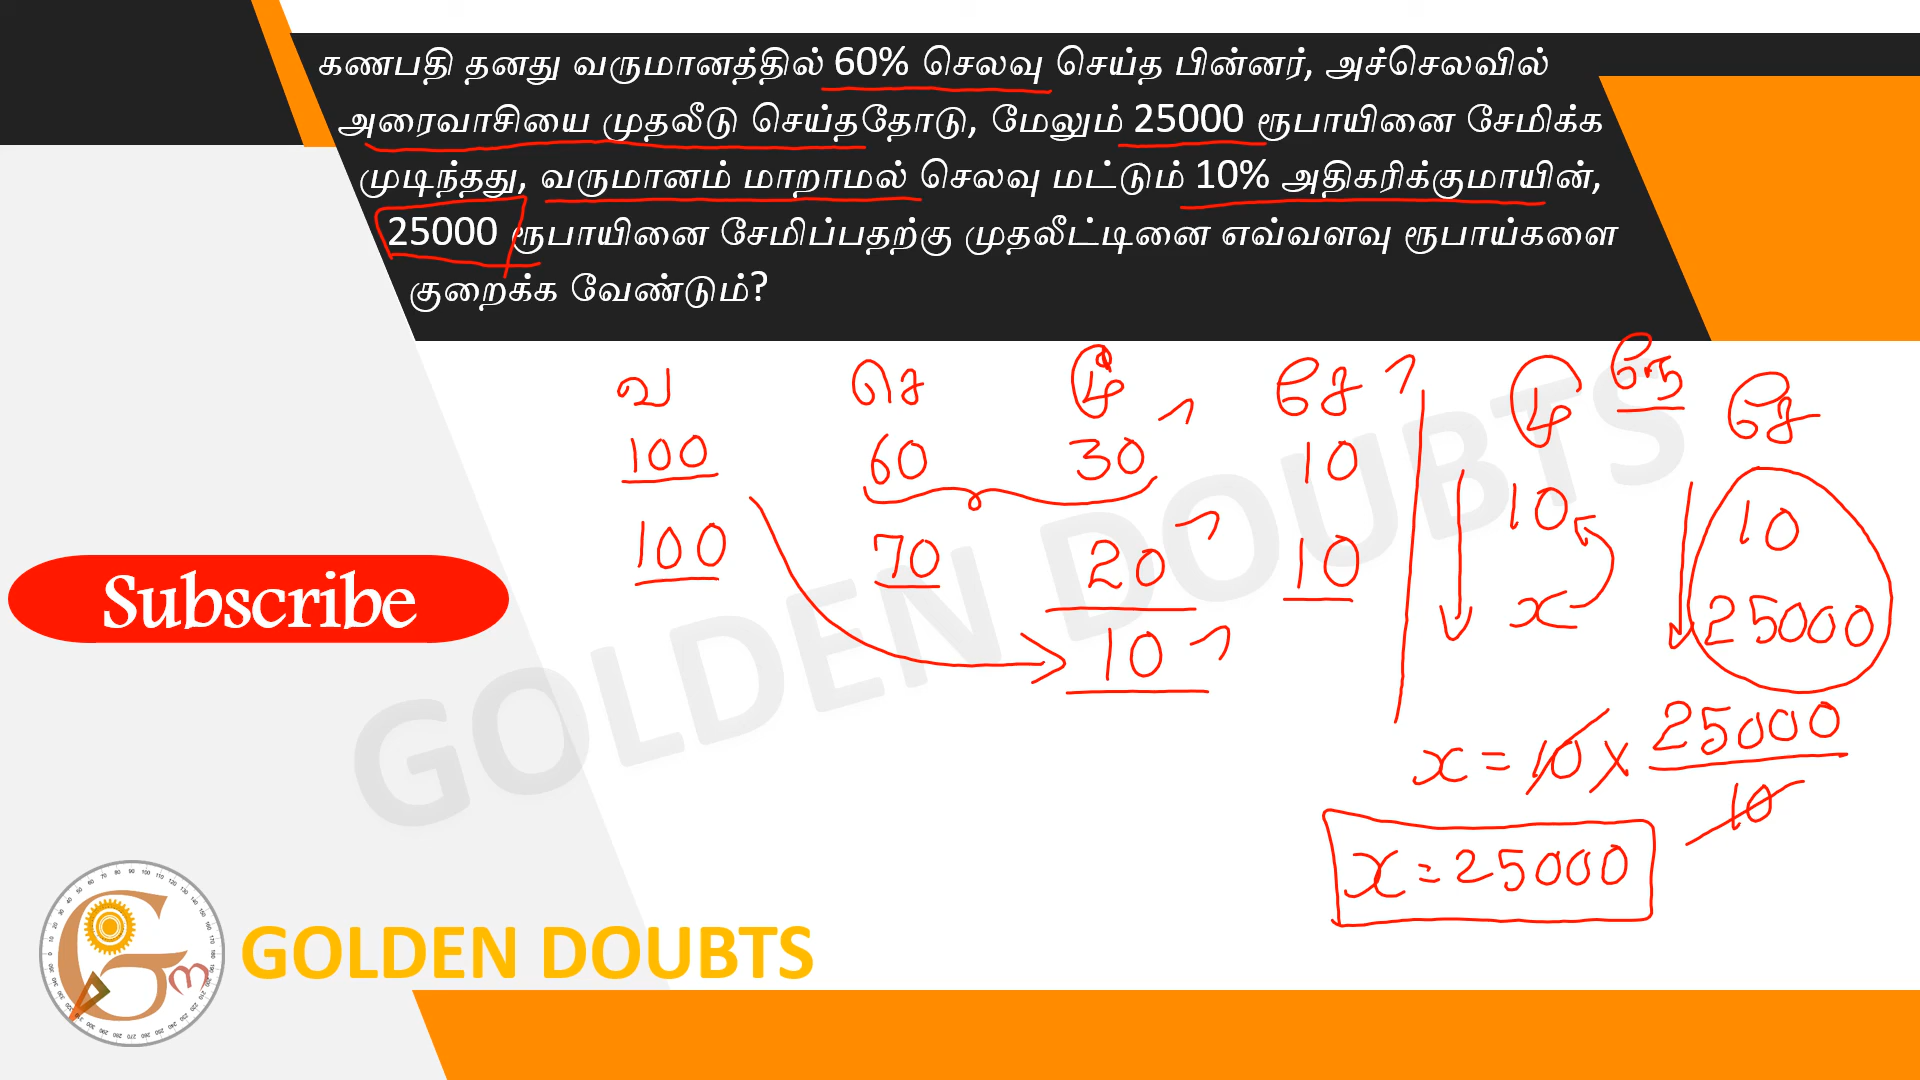 கணபதி தனது வருமானத்தில் 60% செலவு செய்த பின்னர், அச்செலவில்
அரைவாசியை முதலீடு செய்ததோடு, மேலும் 25000 ரூபாயினை சேமிக்க
முடிந்தது, வருமானம் மாறாமல் செலவு மட்டும் 10% அதிகரிக்குமாயின்,
25000 ரூபாயினை சேமிப்பதற்கு முதலீட்டினை எவ்வளவு ரூபாய்களை
குறைக்க வேண்டும்?
வ செ மு சே மு சே
100 60 30 10
100 70 20 10
10
10 10
x 25000
x = 10 × 25000
10
x = 25000
Subscribe
GOLDEN DOUBTS
GOLDEN DOUBTS